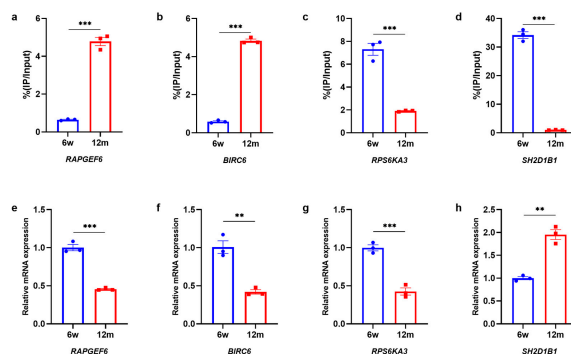 a
b
c
d
***
***
***
***
%(IP/Input)
%(IP/Input)
%(IP/Input)
%(IP/Input)
6
4
2
0
6
4
2
0
10
8
6
4
2
0
40
30
20
10
0
6w 12m
6w 12m
6w 12m
6w 12m
RAPGEF6
BIRC6
RPS6KA3
SH2D1B1
e
f
g
h
***
**
***
**
Relative mRNA expression
Relative mRNA expression
Relative mRNA expression
Relative mRNA expression
1.5
1.0
0.5
0.0
1.5
1.0
0.5
0.0
1.5
1.0
0.5
0.0
2.5
2.0
1.5
1.0
0.5
0.0
6w 12m
6w 12m
6w 12m
6w 12m
RAPGEF6
BIRC6
RPS6KA3
SH2D1B1